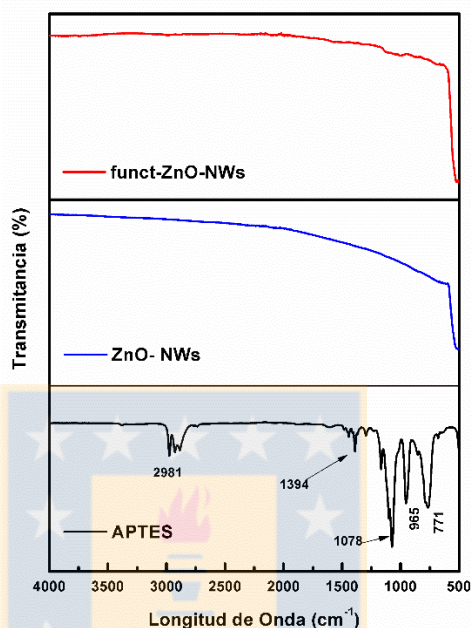 Transmitancia (%)
funct-ZnO-NWs
ZnO- NWs
2981
1394
1078
965
771
APTES
4000 3500 3000 2500 2000 1500 1000 500
Longitud de Onda (cm⁻¹)